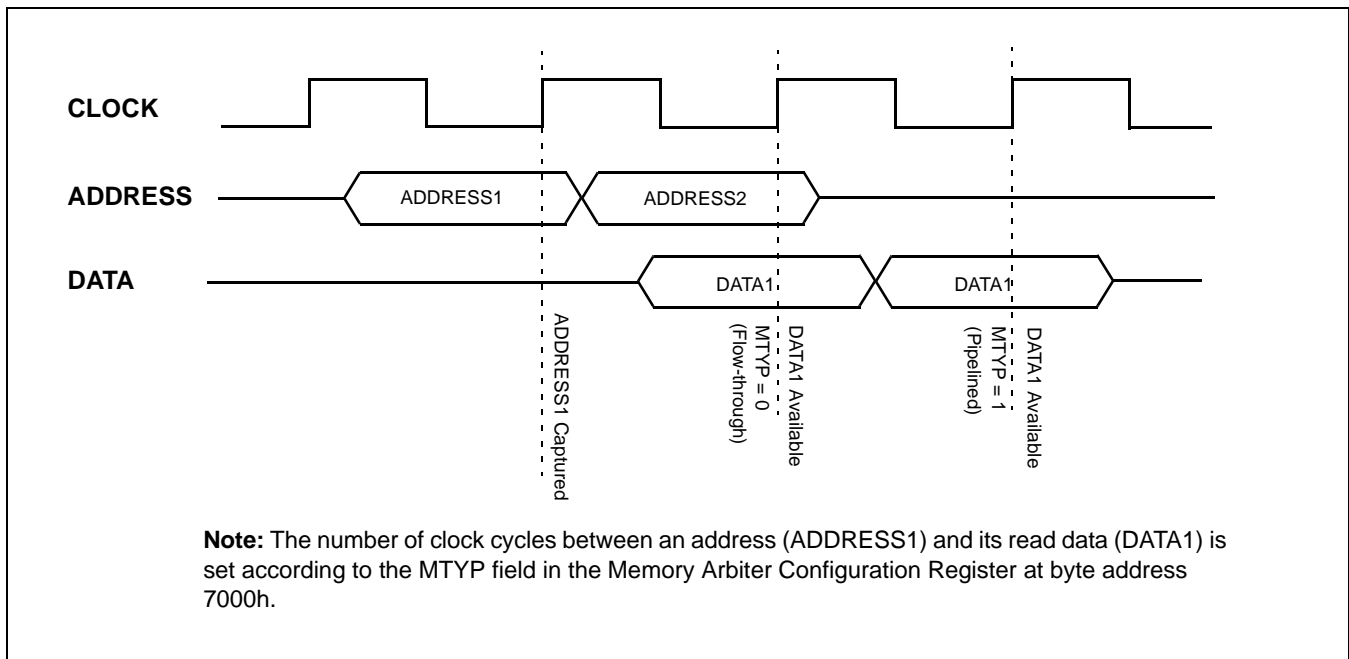 CLOCK
ADDRESS
ADDRESS1
ADDRESS2
DATA
DATA1
DATA1
ADDRESS1 Captured
DATA1 Available
MTYP = 0
(Flow-through)
DATA1 Available
MTYP = 1
(Pipelined)
Note: The number of clock cycles between an address (ADDRESS1) and its read data (DATA1) is
set according to the MTYP field in the Memory Arbiter Configuration Register at byte address
7000h.